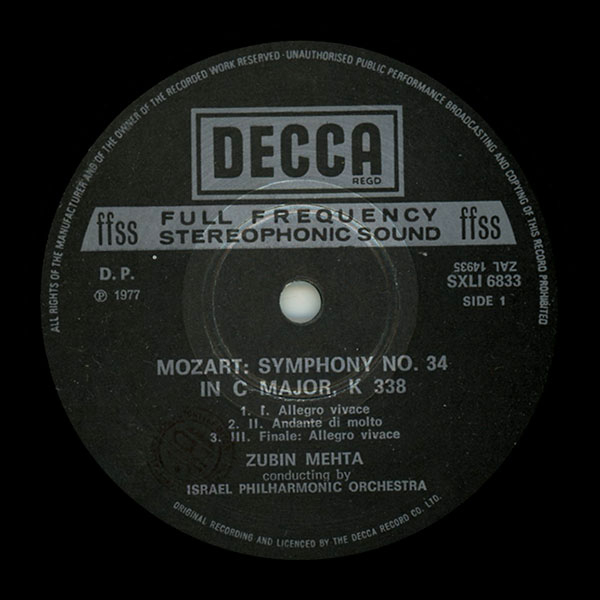 ALL RIGHTS OF THE MANUFACTURER AND OF THE OWNER OF THE RECORDED WORK RESERVED · UNAUTHORISED PUBLIC PERFORMANCE BROADCASTING AND COPYING OF THIS RECORD PROHIBITED
DECCA
REGD
ffss FULL FREQUENCY ffss
STEREOPHONIC SOUND
D. P. ZAL 14935
SXLI 6833
℗ 1977
SIDE 1
MOZART: SYMPHONY NO. 34
IN C MAJOR, K 338
1. I. Allegro vivace
2. II. Andante di molto
3. III. Finale: Allegro vivace
ZUBIN MEHTA
conducting by
ISRAEL PHILHARMONIC ORCHESTRA
ORIGINAL RECORDING AND LICENCED BY THE DECCA RECORD CO. LTD.